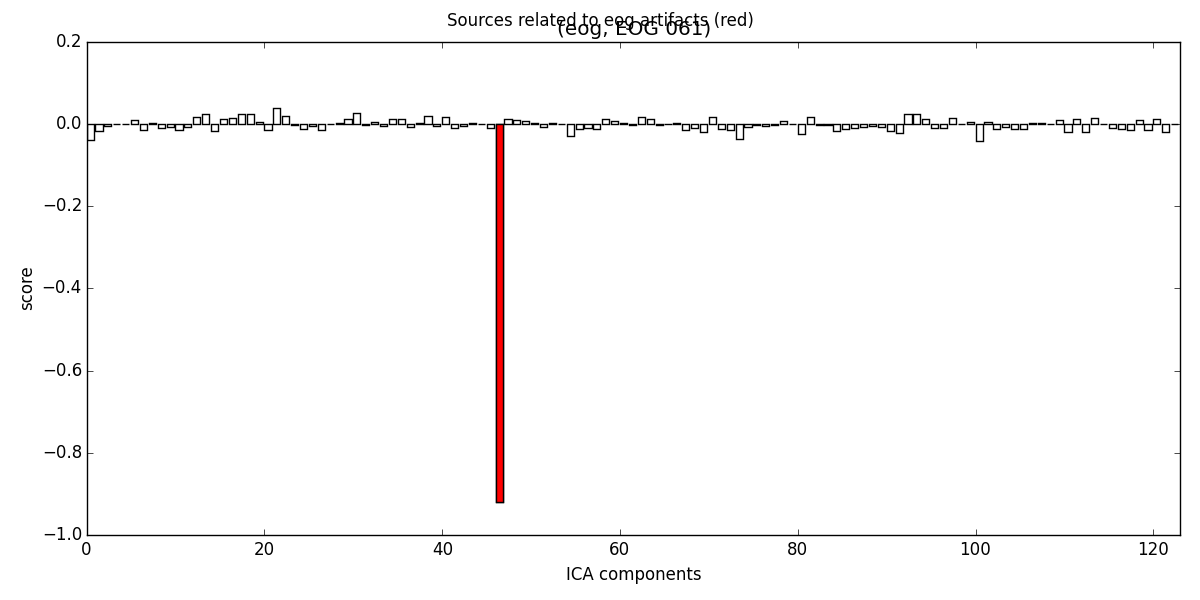 Sources related to eog artifacts (red)
(eog, EOG 061)
0.2
0.0
−0.2
−0.4
−0.6
−0.8
−1.0
score
0 20 40 60 80 100 120
ICA components